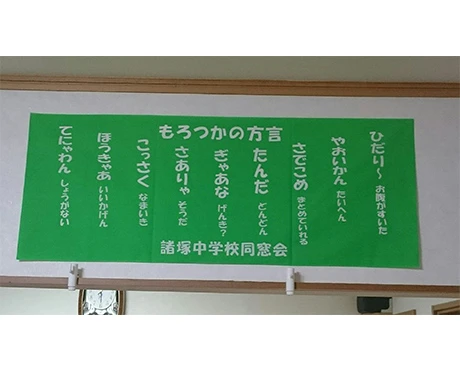 もろつかの方言
ひだり～ お腹がすいた
やおいかん たいへん
さでこめ まとめていれる
たんだ どんどん
ぎゃあな げんき？
さありゃ そうだ
こっさく なまいき
ほうきゃあ いいかげん
てにゃわん しょうがない
諸塚中学校同窓会